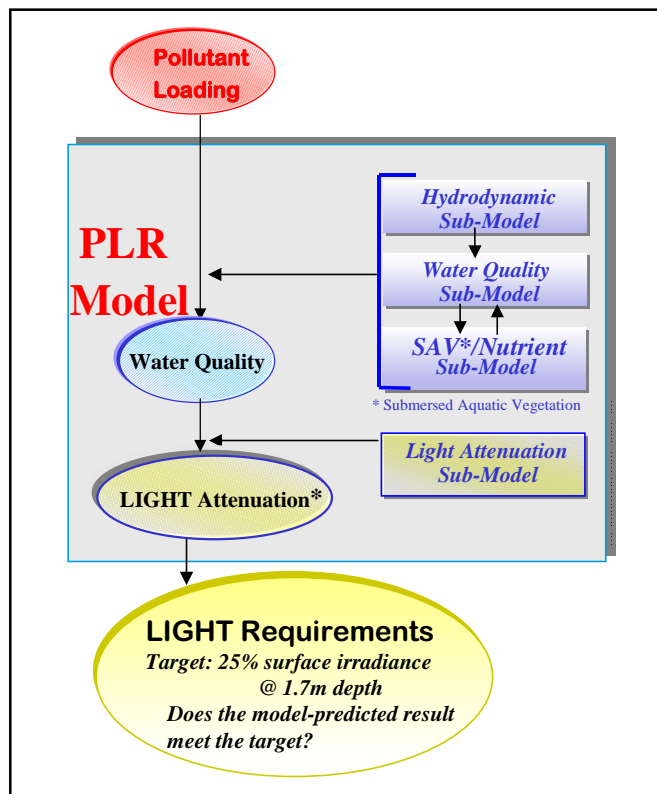 Pollutant
Loading
PLR
Model
Hydrodynamic
Sub-Model
Water Quality
Sub-Model
SAV*/Nutrient
Sub-Model
* Submersed Aquatic Vegetation
Water Quality
Light Attenuation
Sub-Model
LIGHT Attenuation*
LIGHT Requirements
Target: 25% surface irradiance
@ 1.7m depth
Does the model-predicted result
meet the target?